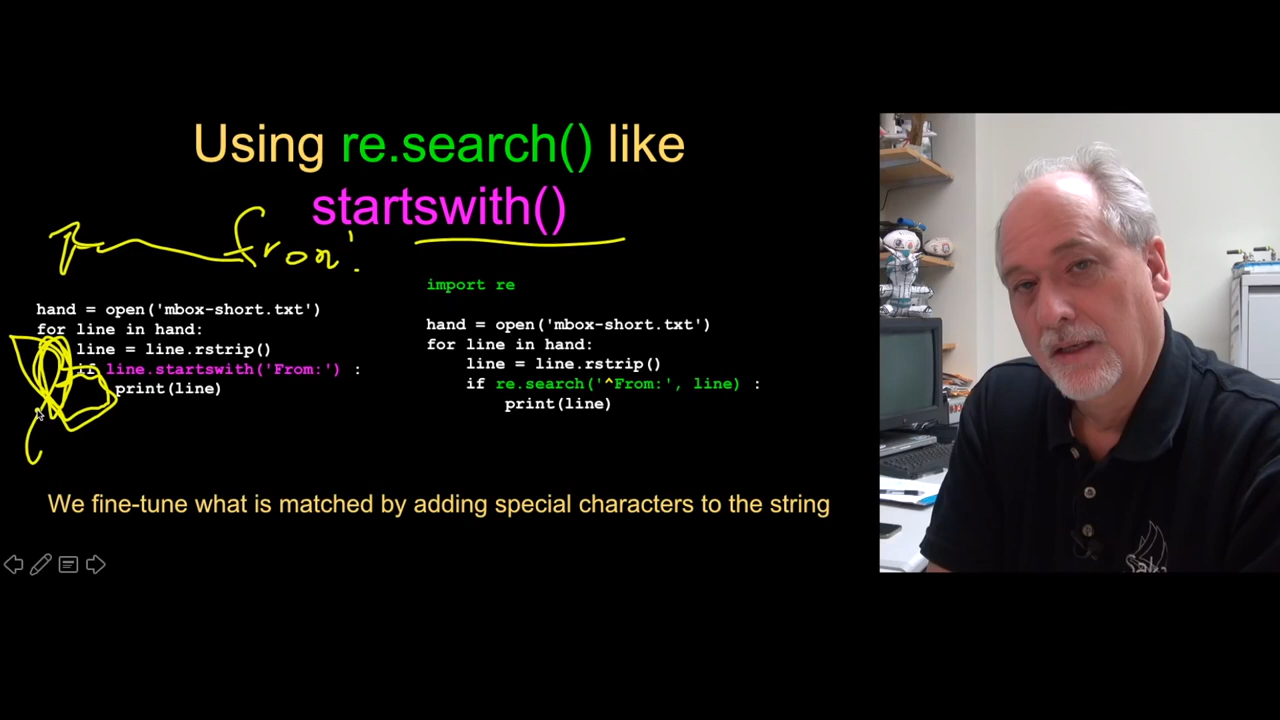 Using re.search() like
startswith()
from:
import re
hand = open('mbox-short.txt')
for line in hand:
line = line.rstrip()
if line.startswith('From:') :
print(line)
hand = open('mbox-short.txt')
for line in hand:
line = line.rstrip()
if re.search('^From:', line) :
print(line)
We fine-tune what is matched by adding special characters to the string